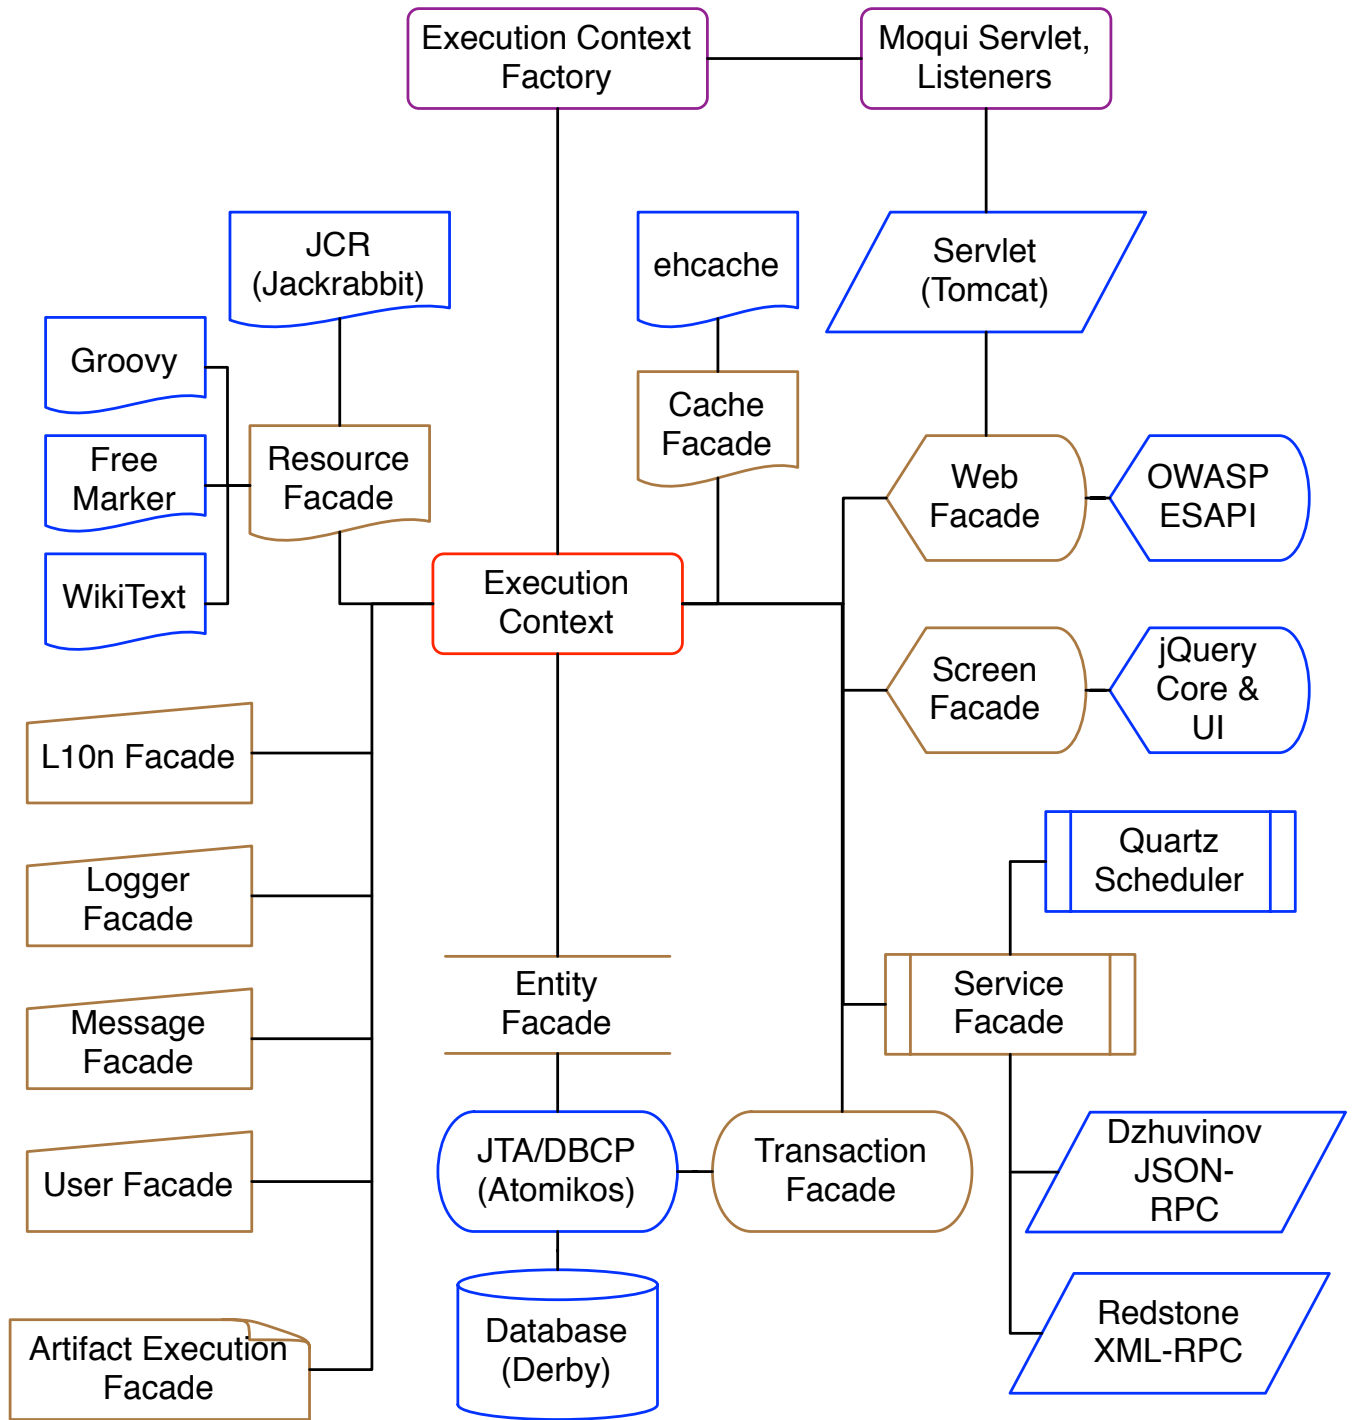 Execution Context
Factory
Moqui Servlet,
Listeners
JCR
(Jackrabbit)
ehcache
Servlet
(Tomcat)
Groovy
Free
Marker
WikiText
Resource
Facade
Cache
Facade
Web
Facade
OWASP
ESAPI
Execution
Context
Screen
Facade
jQuery
Core &
UI
L10n Facade
Logger
Facade
Message
Facade
User Facade
Artifact Execution
Facade
Entity
Facade
Quartz
Scheduler
Service
Facade
JTA/DBCP
(Atomikos)
Transaction
Facade
Dzhuvinov
JSON-
RPC
Database
(Derby)
Redstone
XML-RPC